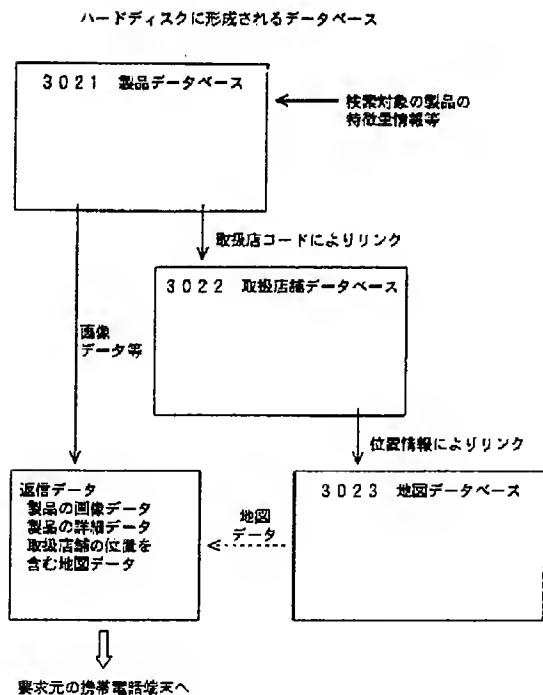 ハードディスクに形成されるデータベース
3021 製品データベース
検索対象の製品の
特徴量情報等
取扱店コードによりリンク
3022 取扱店舗データベース
画像
データ等
位置情報によりリンク
返信データ
製品の画像データ
製品の詳細データ
取扱店舗の位置を
含む地図データ
地図
データ
3023 地図データベース
要求元の携帯電話端末へ